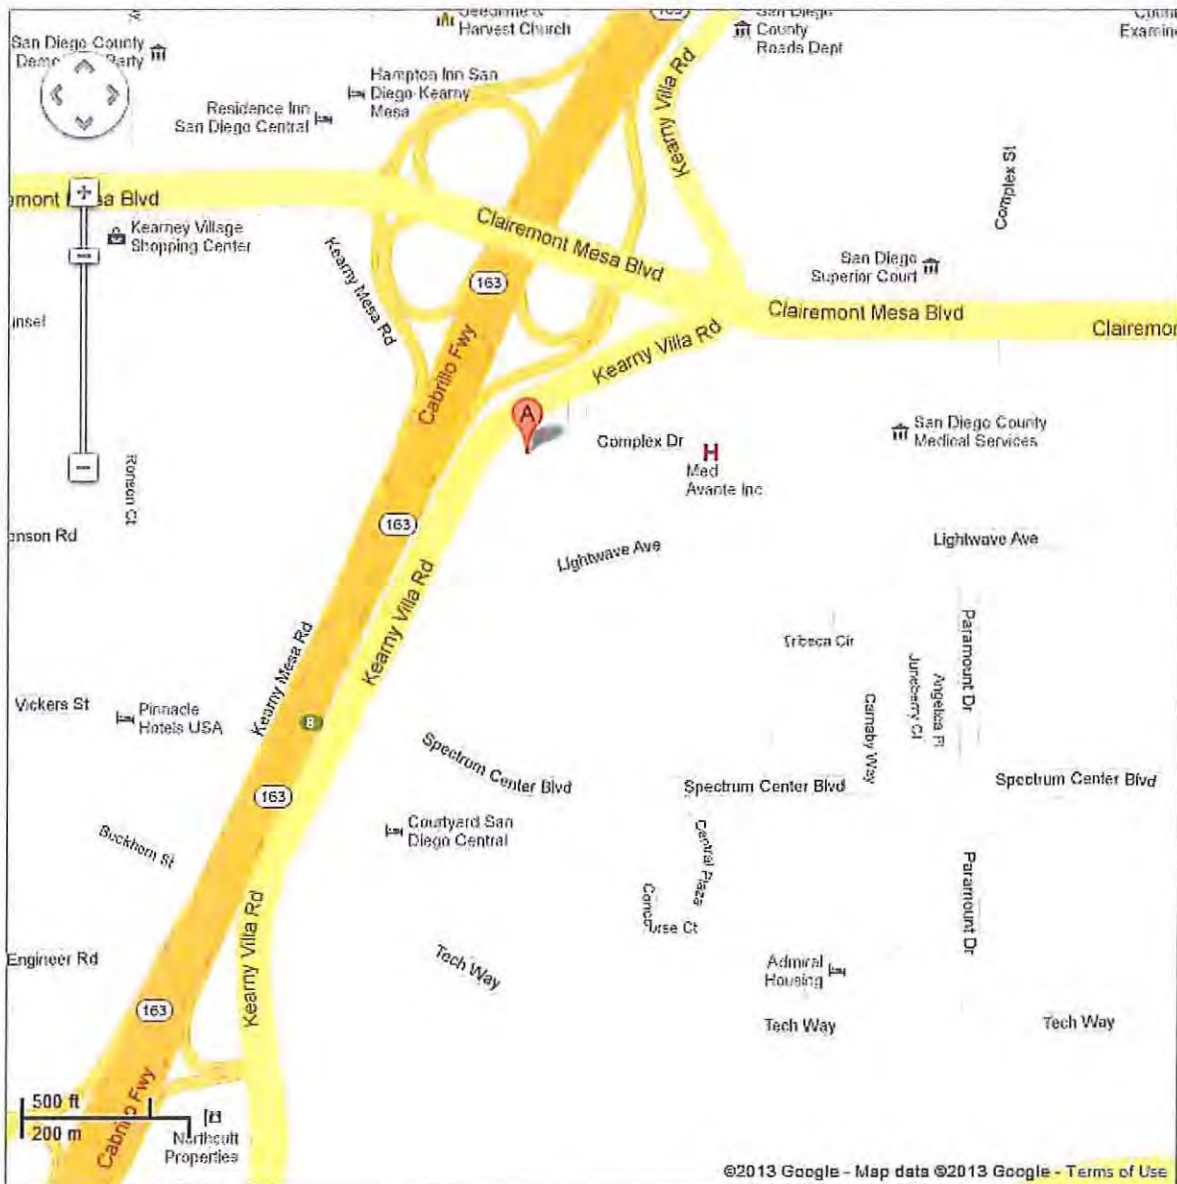 163
Harvest Church
San Diego
County
Roads Dept
San Diego County
Party
Kearny Villa Rd
Hampton Inn San
Diego-Kearny
Mesa
Residence Inn
San Diego Central
Complex St
Mesa Blvd
Kearney Village
Shopping Center
Kearny Mesa Rd
Clairemont Mesa Blvd
San Diego
Superior Court
163
Clairemont Mesa Blvd
Clairemon
Kearny Villa Rd
Cabrillo Fwy
A
Complex Dr
H
Med
Avante Inc
San Diego County
Medical Services
Ronson Ct
163
enson Rd
Lightwave Ave
Lightwave Ave
Kearny Villa Rd
Kearny Mesa Rd
Tribeca Cir
Paramount Dr
Juneberry Ct
Angelica Pl
Carnaby Way
Vickers St
Pinnacle
Hotels USA
8
Spectrum Center Blvd
Spectrum Center Blvd
Spectrum Center Blvd
163
Buckhorn St
Courtyard San
Diego Central
Central Plaza
Concourse Ct
Paramount Dr
Kearny Villa Rd
Engineer Rd
Tech Way
Admiral
Housing
163
Tech Way
Tech Way
500 ft
200 m
Cabrillo Fwy
Northcutt
Properties
©2013 Google - Map data ©2013 Google - Terms of Use